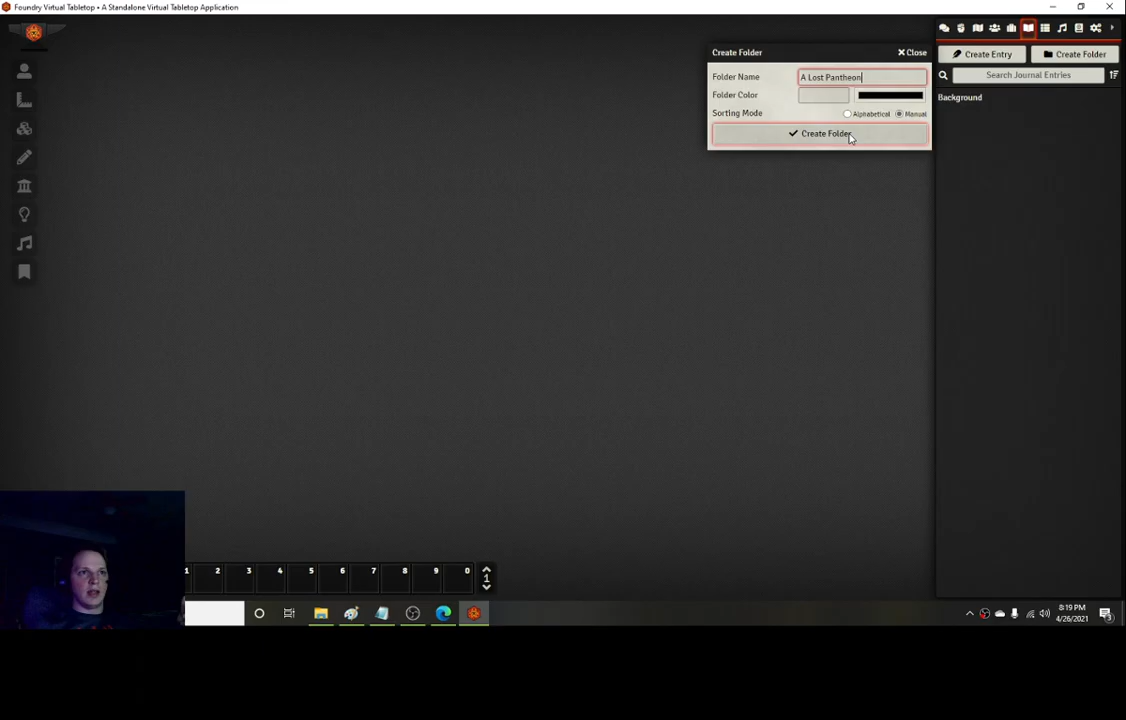 Foundry Virtual Tabletop • A Standalone Virtual Tabletop Application
Create Folder
Close
Folder Name
A Lost Pantheon
Folder Color
Sorting Mode
Alphabetical
Manual
Create Folder
Create Entry
Create Folder
Search Journal Entries
Background
1 2 3 4 5 6 7 8 9 0
1
8:19 PM
4/26/2021
3